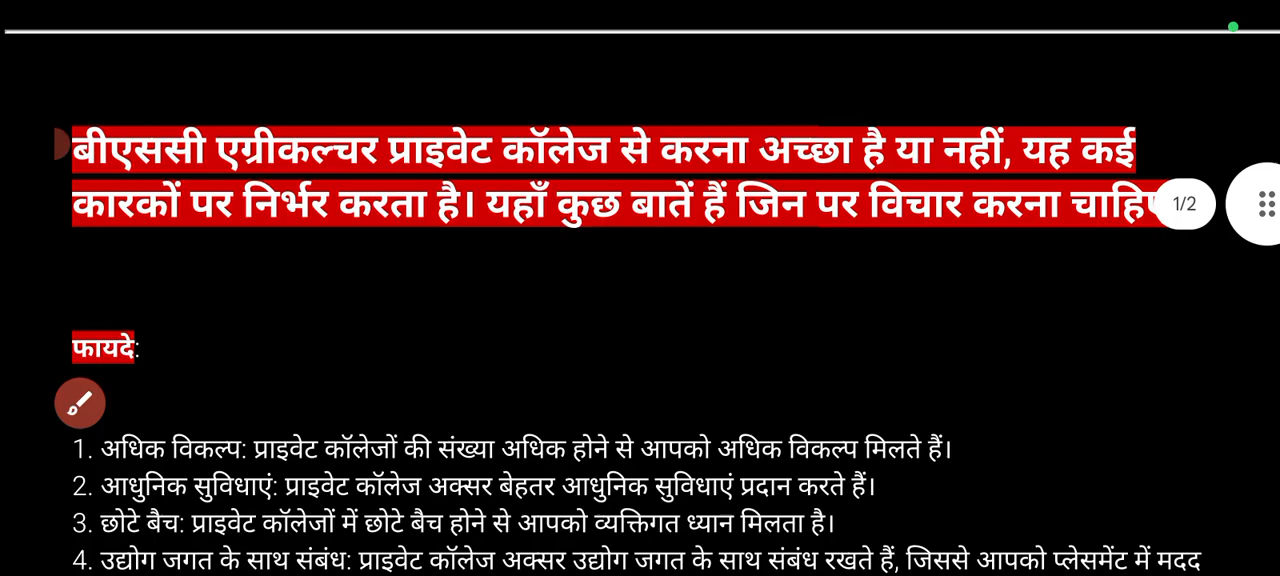 बीएससी एग्रीकल्चर प्राइवेट कॉलेज से करना अच्छा है या नहीं, यह कई
कारकों पर निर्भर करता है। यहाँ कुछ बातें हैं जिन पर विचार करना
1/2
फायदे:
1. अधिक विकल्प: प्राइवेट कॉलेजों की संख्या अधिक होने से आपको अधिक विकल्प मिलते हैं।
2. आधुनिक सुविधाएं: प्राइवेट कॉलेज अक्सर बेहतर आधुनिक सुविधाएं प्रदान करते हैं।
3. छोटे बैच: प्राइवेट कॉलेजों में छोटे बैच होने से आपको व्यक्तिगत ध्यान मिलता है।
4. उद्योग जगत के साथ संबंध: प्राइवेट कॉलेज अक्सर उद्योग जगत के साथ संबंध रखते हैं, जिससे आपको प्लेसमेंट में मदद